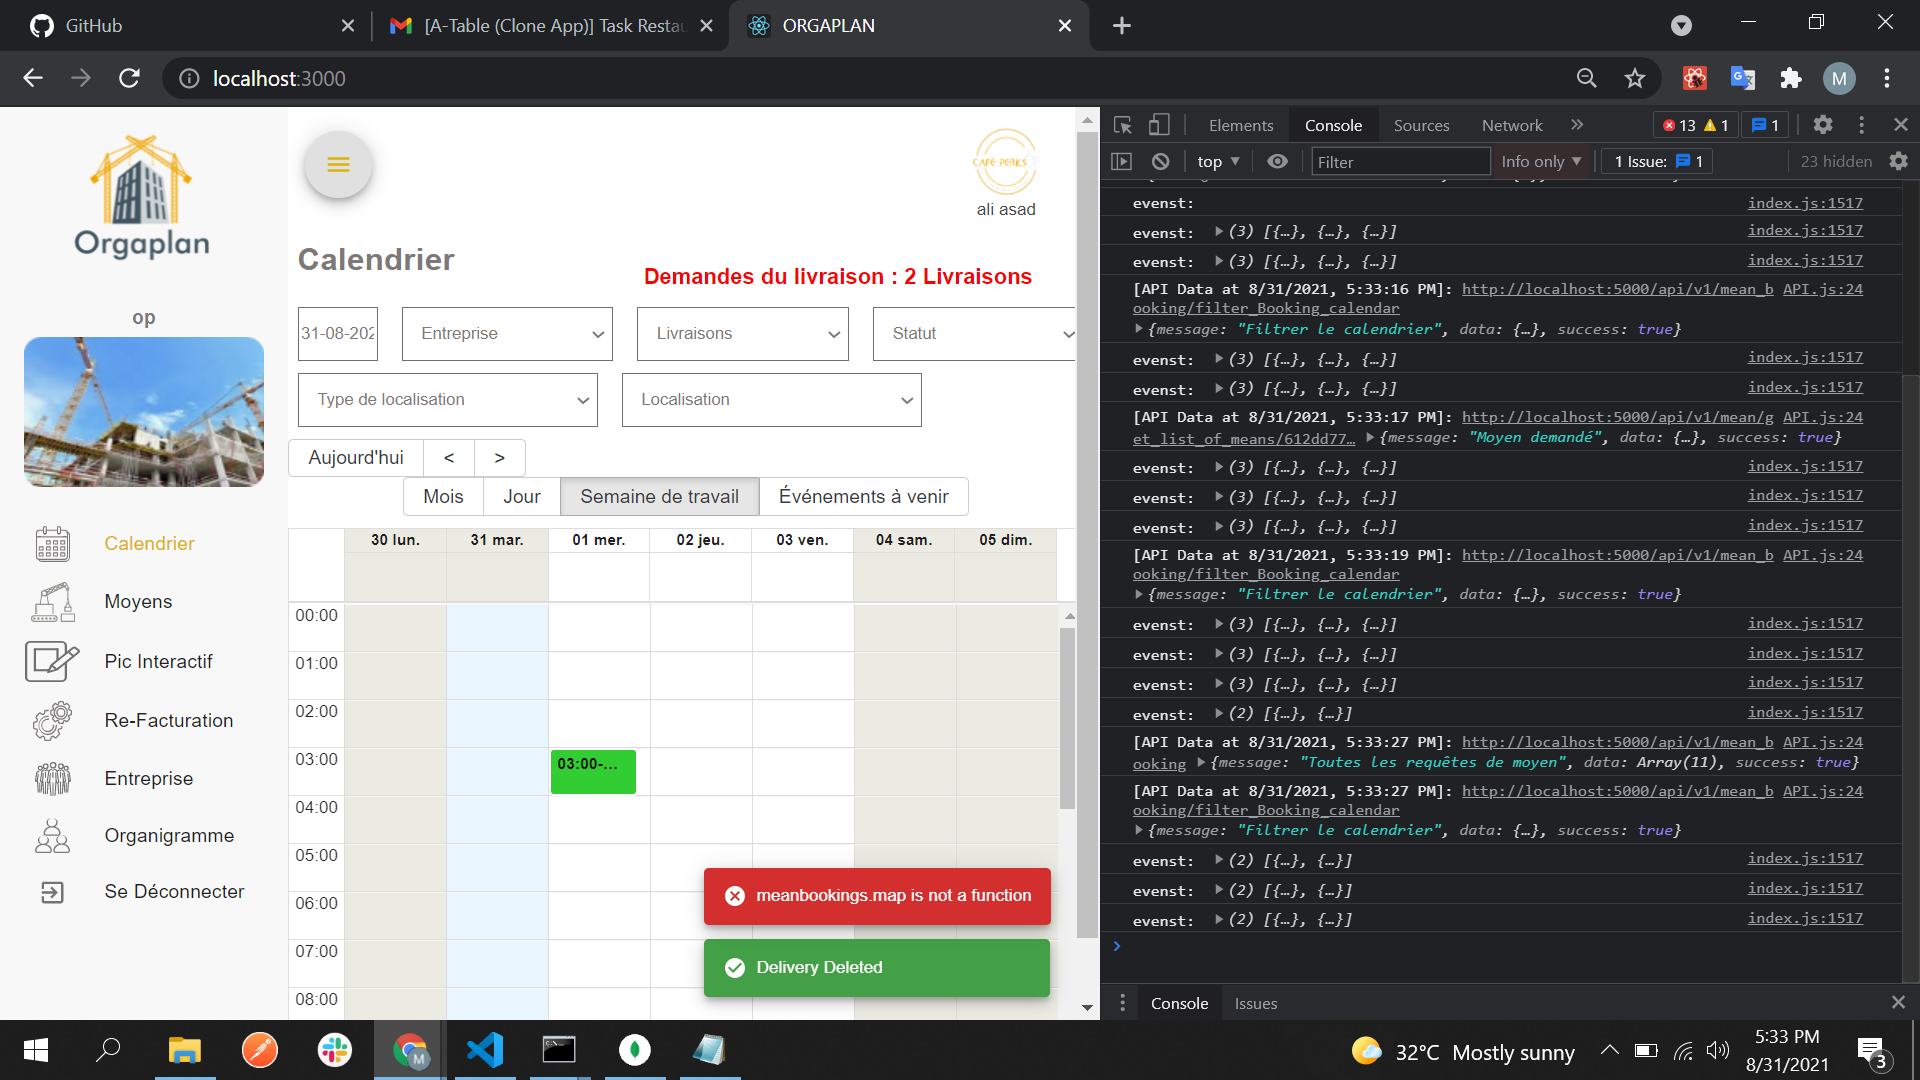 GitHub
[A-Table (Clone App)] Task Restau
ORGAPLAN
localhost:3000
M
Orgaplan
op
Calendrier
Moyens
Pic Interactif
Re-Facturation
Entreprise
Organigramme
Se Déconnecter
CAFÉ PERKS
ali asad
Calendrier
Demandes du livraison : 2 Livraisons
31-08-202
Entreprise
Livraisons
Statut
Type de localisation
Localisation
Aujourd'hui < >
Mois Jour Semaine de travail Événements à venir
30 lun. 31 mar. 01 mer. 02 jeu. 03 ven. 04 sam. 05 dim.
00:00
01:00
02:00
03:00
03:00-...
04:00
05:00
06:00
07:00
08:00
meanbookings.map is not a function
Delivery Deleted
Elements Console Sources Network » 13 1 1
top Filter Info only 1 Issue: 1 23 hidden
evenst: index.js:1517
evenst: (3) [{…}, {…}, {…}] index.js:1517
evenst: (3) [{…}, {…}, {…}] index.js:1517
[API Data at 8/31/2021, 5:33:16 PM]: http://localhost:5000/api/v1/mean_b API.js:24
ooking/filter_Booking_calendar
{message: "Filtrer le calendrier", data: {…}, success: true}
evenst: (3) [{…}, {…}, {…}] index.js:1517
evenst: (3) [{…}, {…}, {…}] index.js:1517
[API Data at 8/31/2021, 5:33:17 PM]: http://localhost:5000/api/v1/mean/g API.js:24
et_list_of_means/612dd77… {message: "Moyen demandé", data: {…}, success: true}
evenst: (3) [{…}, {…}, {…}] index.js:1517
evenst: (3) [{…}, {…}, {…}] index.js:1517
evenst: (3) [{…}, {…}, {…}] index.js:1517
[API Data at 8/31/2021, 5:33:19 PM]: http://localhost:5000/api/v1/mean_b API.js:24
ooking/filter_Booking_calendar
{message: "Filtrer le calendrier", data: {…}, success: true}
evenst: (3) [{…}, {…}, {…}] index.js:1517
evenst: (3) [{…}, {…}, {…}] index.js:1517
evenst: (3) [{…}, {…}, {…}] index.js:1517
evenst: (2) [{…}, {…}] index.js:1517
[API Data at 8/31/2021, 5:33:27 PM]: http://localhost:5000/api/v1/mean_b API.js:24
ooking {message: "Toutes les requêtes de moyen", data: Array(11), success: true}
[API Data at 8/31/2021, 5:33:27 PM]: http://localhost:5000/api/v1/mean_b API.js:24
ooking/filter_Booking_calendar
{message: "Filtrer le calendrier", data: {…}, success: true}
evenst: (2) [{…}, {…}] index.js:1517
evenst: (2) [{…}, {…}] index.js:1517
evenst: (2) [{…}, {…}] index.js:1517
Console Issues
32°C Mostly sunny
5:33 PM
8/31/2021
3